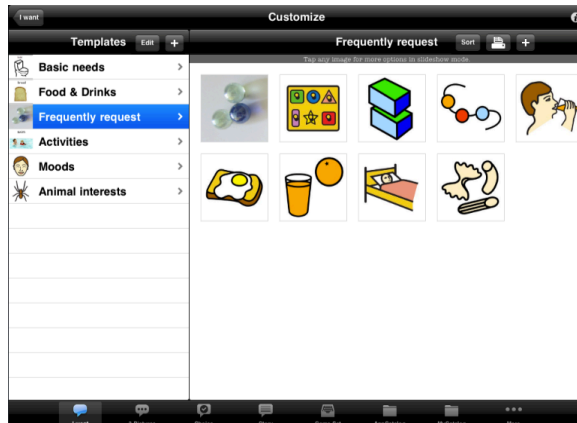 I want
Customize
Templates
Edit
+
Frequently request
Sort
+
Tap any image for more options in slideshow mode.
Basic needs
Food & Drinks
Frequently request
Activities
Moods
Animal interests